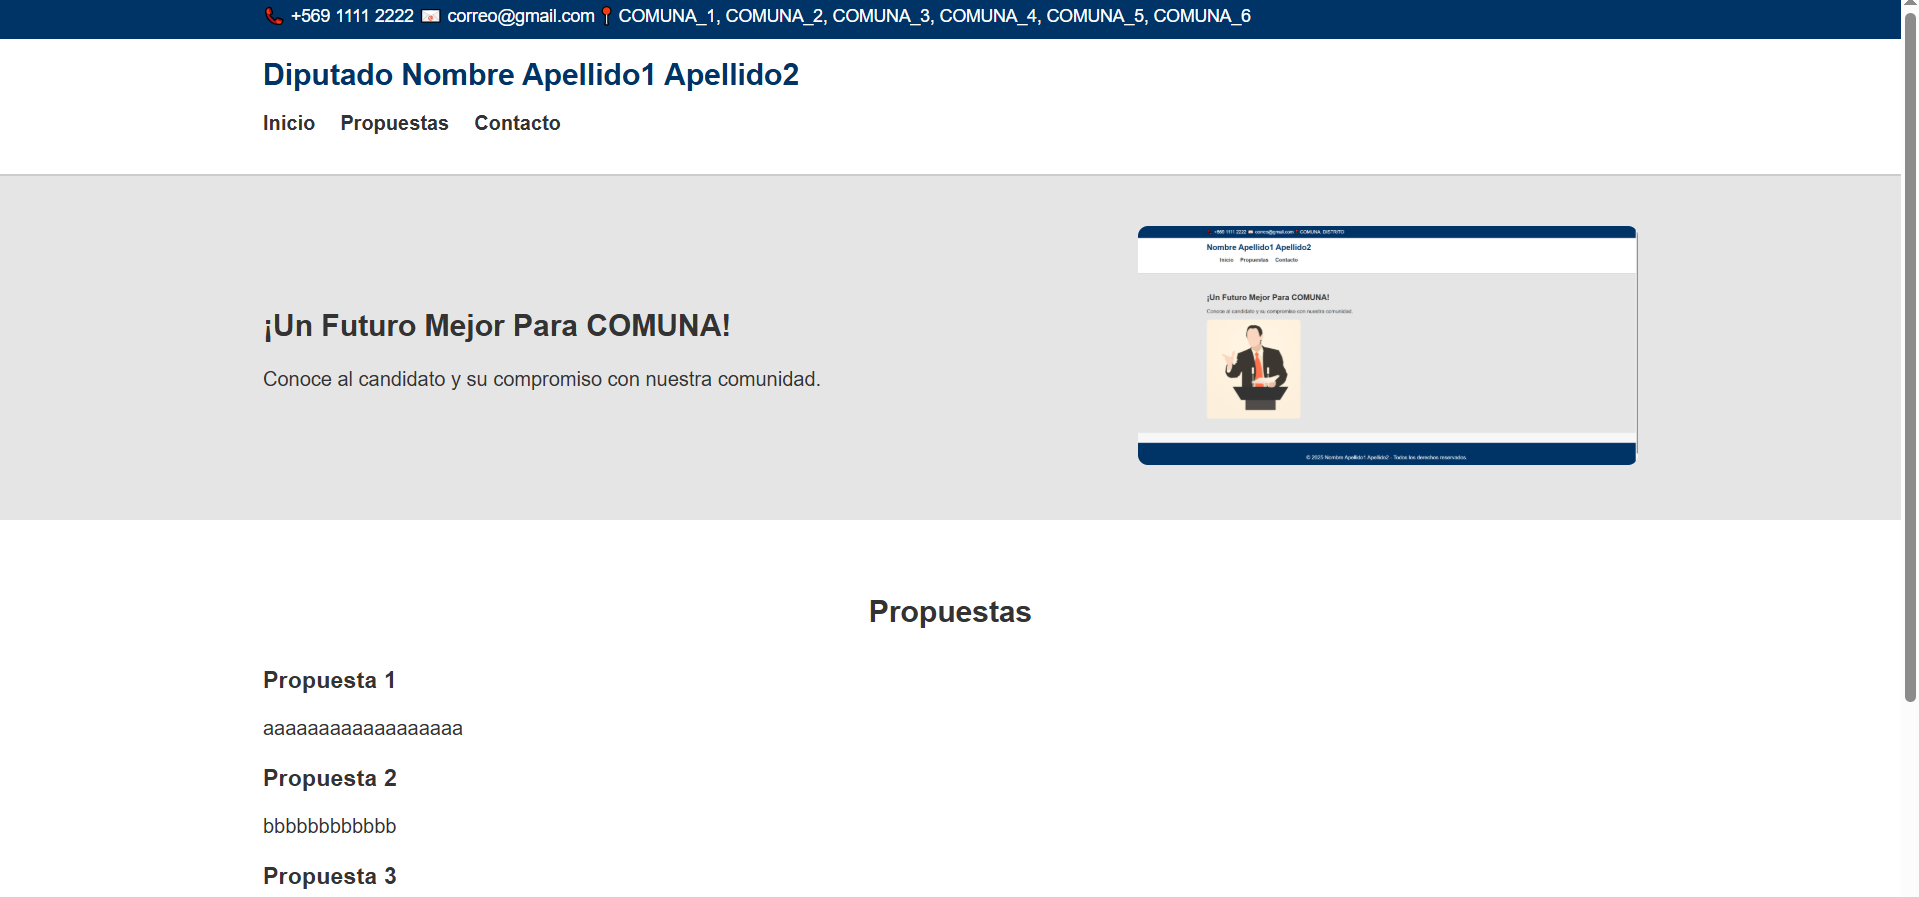 +569 1111 2222 correo@gmail.com COMUNA_1, COMUNA_2, COMUNA_3, COMUNA_4, COMUNA_5, COMUNA_6
Diputado Nombre Apellido1 Apellido2
Inicio Propuestas Contacto
¡Un Futuro Mejor Para COMUNA!
Conoce al candidato y su compromiso con nuestra comunidad.
+569 1111 2222 correo@gmail.com COMUNA, DISTRITO
Nombre Apellido1 Apellido2
Inicio Propuestas Contacto
¡Un Futuro Mejor Para COMUNA!
Conoce al candidato y su compromiso con nuestra comunidad.
© 2025 Nombre Apellido1 Apellido2 - Todos los derechos reservados.
Propuestas
Propuesta 1
aaaaaaaaaaaaaaaaaa
Propuesta 2
bbbbbbbbbbbb
Propuesta 3